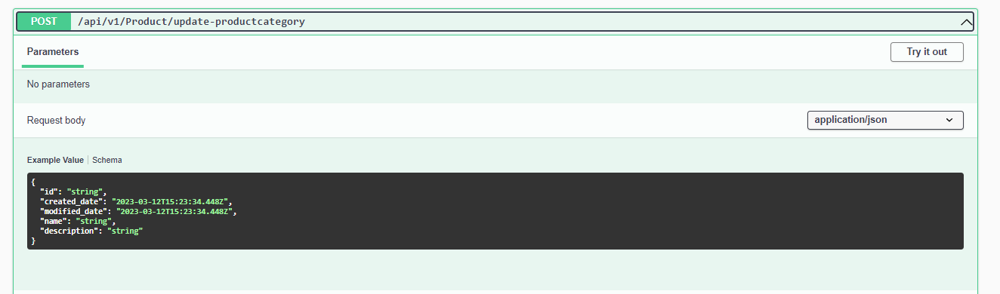 POST /api/v1/Product/update-productcategory
Parameters Try it out
No parameters
Request body application/json
Example Value Schema
{
"id": "string",
"created_date": "2023-03-12T15:23:34.448Z",
"modified_date": "2023-03-12T15:23:34.448Z",
"name": "string",
"description": "string"
}